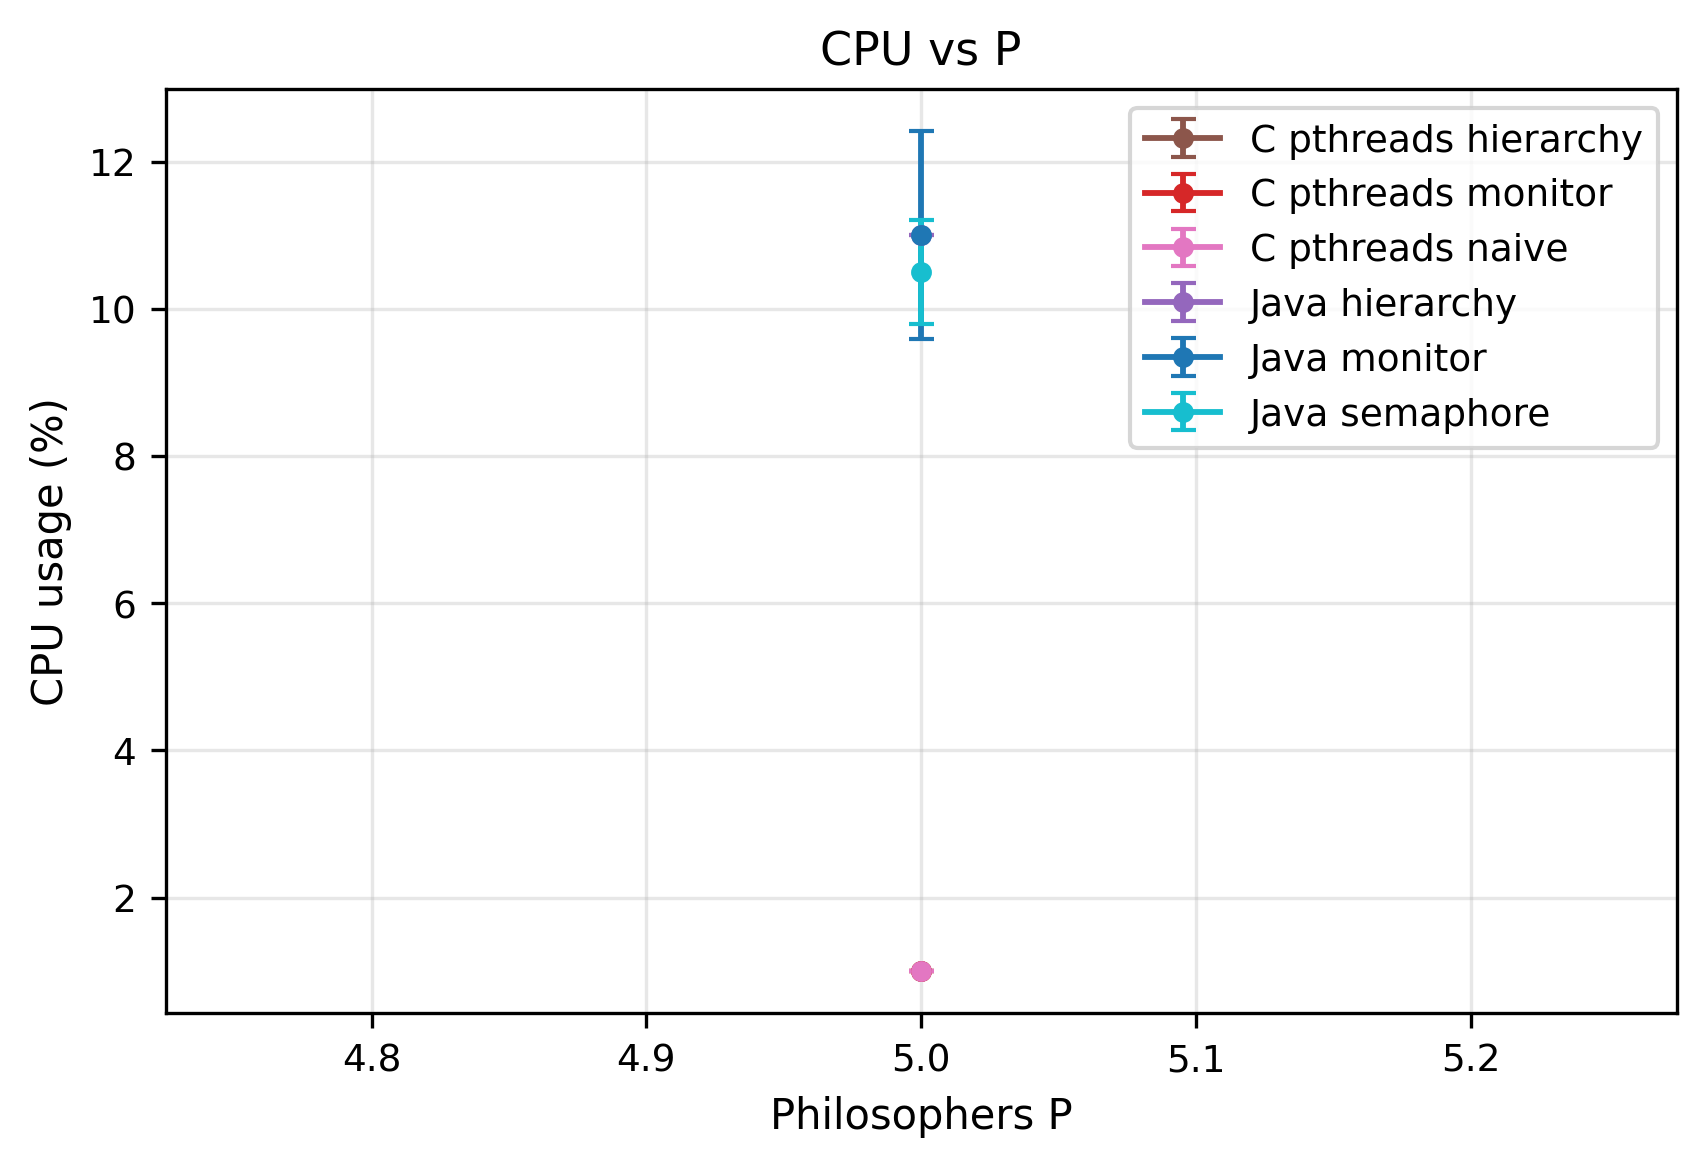 CPU vs P
12
10
8
6
4
2
CPU usage (%)
C pthreads hierarchy
C pthreads monitor
C pthreads naive
Java hierarchy
Java monitor
Java semaphore
4.8 4.9 5.0 5.1 5.2
Philosophers P